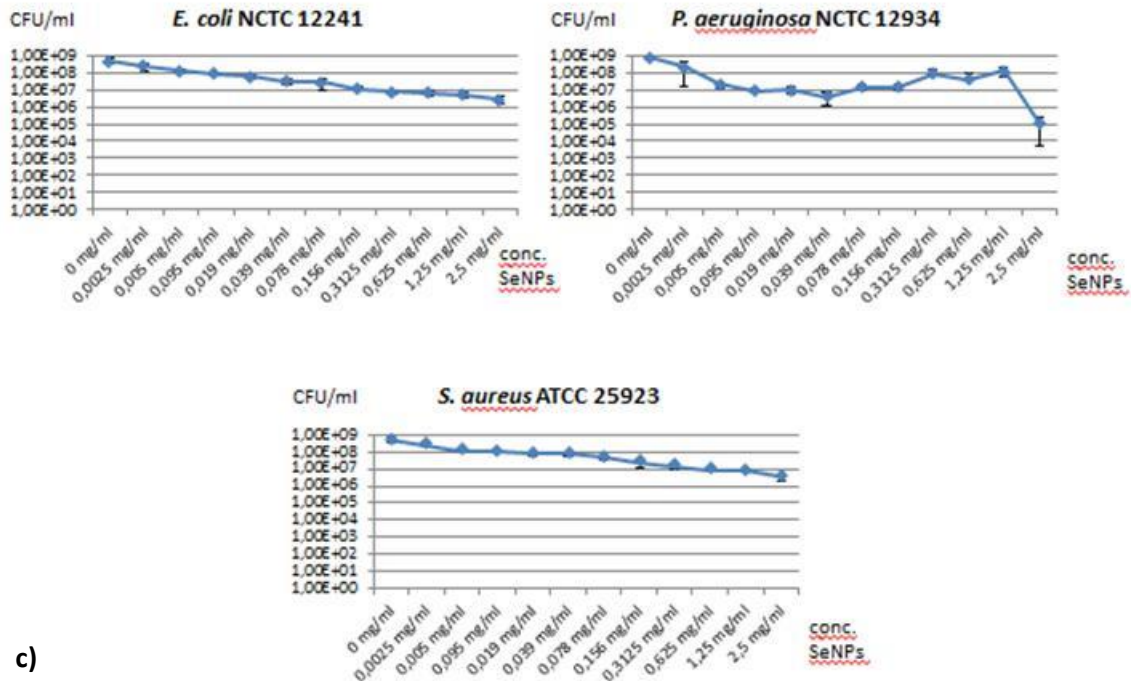 CFU/ml
E. coli NCTC 12241
1,00E+09
1,00E+08
1,00E+07
1,00E+06
1,00E+05
1,00E+04
1,00E+03
1,00E+02
1,00E+01
1,00E+00
0 mg/ml
0,0025 mg/ml
0,005 mg/ml
0,095 mg/ml
0,019 mg/ml
0,039 mg/ml
0,078 mg/ml
0,156 mg/ml
0,3125 mg/ml
0,625 mg/ml
1,25 mg/ml
2,5 mg/ml
conc.
SeNPs
CFU/ml
P. aeruginosa NCTC 12934
1,00E+09
1,00E+08
1,00E+07
1,00E+06
1,00E+05
1,00E+04
1,00E+03
1,00E+02
1,00E+01
1,00E+00
0 mg/ml
0,0025 mg/ml
0,005 mg/ml
0,095 mg/ml
0,019 mg/ml
0,039 mg/ml
0,078 mg/ml
0,156 mg/ml
0,3125 mg/ml
0,625 mg/ml
1,25 mg/ml
2,5 mg/ml
conc.
SeNPs
CFU/ml
S. aureus ATCC 25923
1,00E+09
1,00E+08
1,00E+07
1,00E+06
1,00E+05
1,00E+04
1,00E+03
1,00E+02
1,00E+01
1,00E+00
0 mg/ml
0,0025 mg/ml
0,005 mg/ml
0,095 mg/ml
0,019 mg/ml
0,039 mg/ml
0,078 mg/ml
0,156 mg/ml
0,3125 mg/ml
0,625 mg/ml
1,25 mg/ml
2,5 mg/ml
conc.
SeNPs
c)